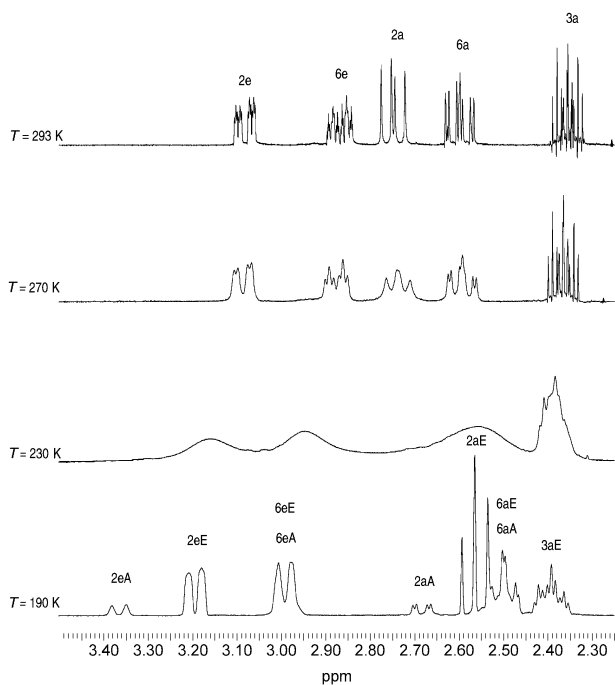 3a
2a
6a
2e
6e
T = 293 K
T = 270 K
T = 230 K
2aE
6eE
6aE
2eE
6eA
6aA
3aE
2eA
2aA
T = 190 K
3.40 3.30 3.20 3.10 3.00 2.90 2.80 2.70 2.60 2.50 2.40 2.30
ppm